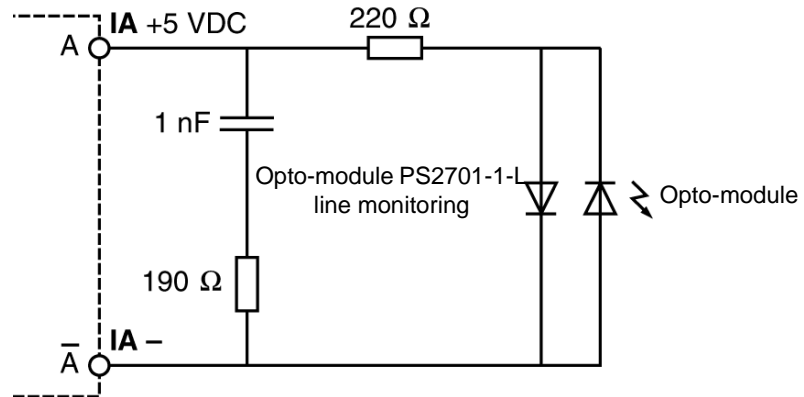 220 Ω
IA +5 VDC
A
1 nF
Opto-module PS2701-1-L
line monitoring
Opto-module
190 Ω
IA –
A̅